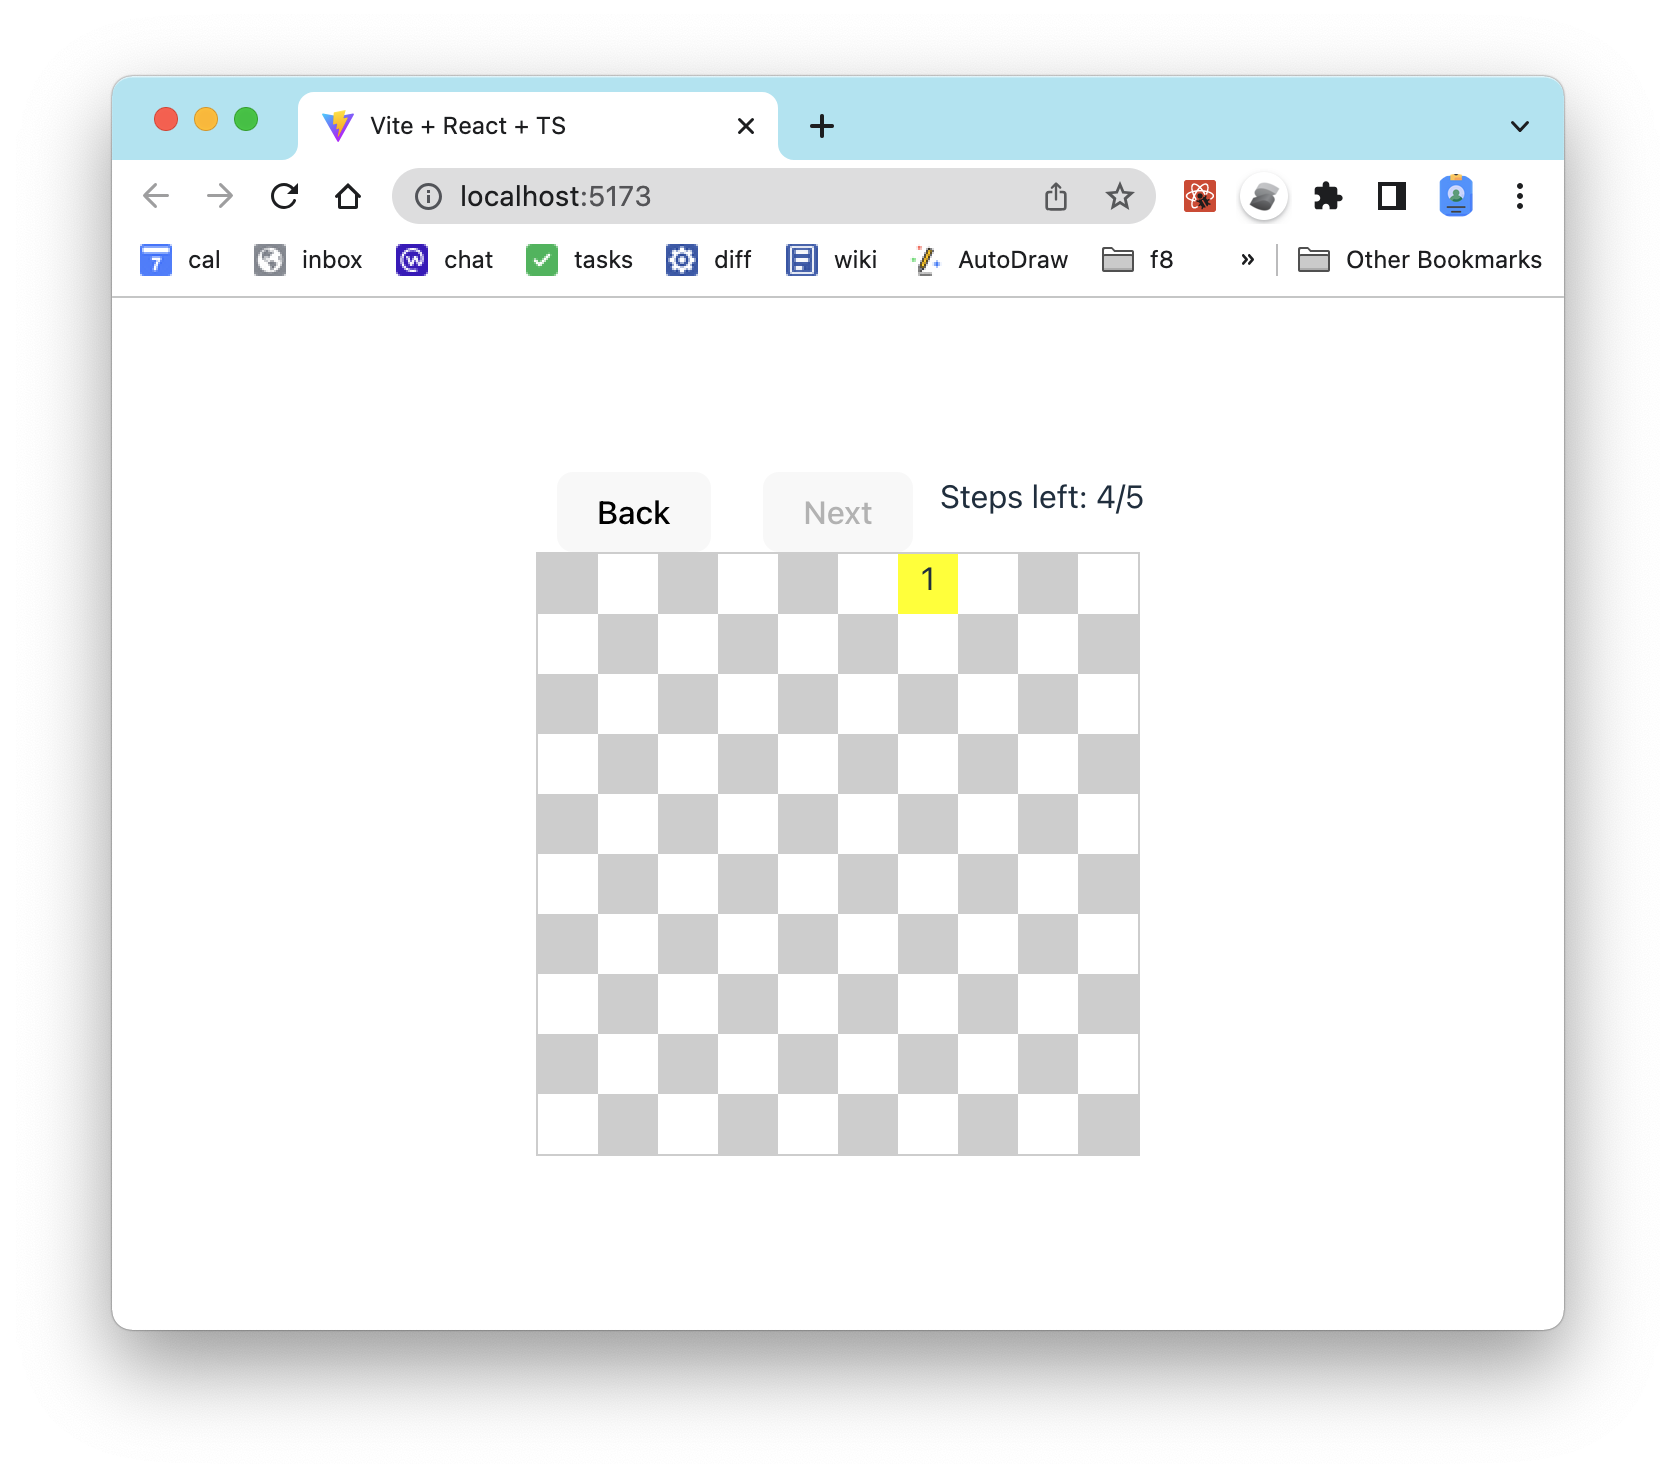 Vite + React + TS
localhost:5173
7 cal inbox chat tasks diff wiki AutoDraw f8 » Other Bookmarks
Back Next Steps left: 4/5
1